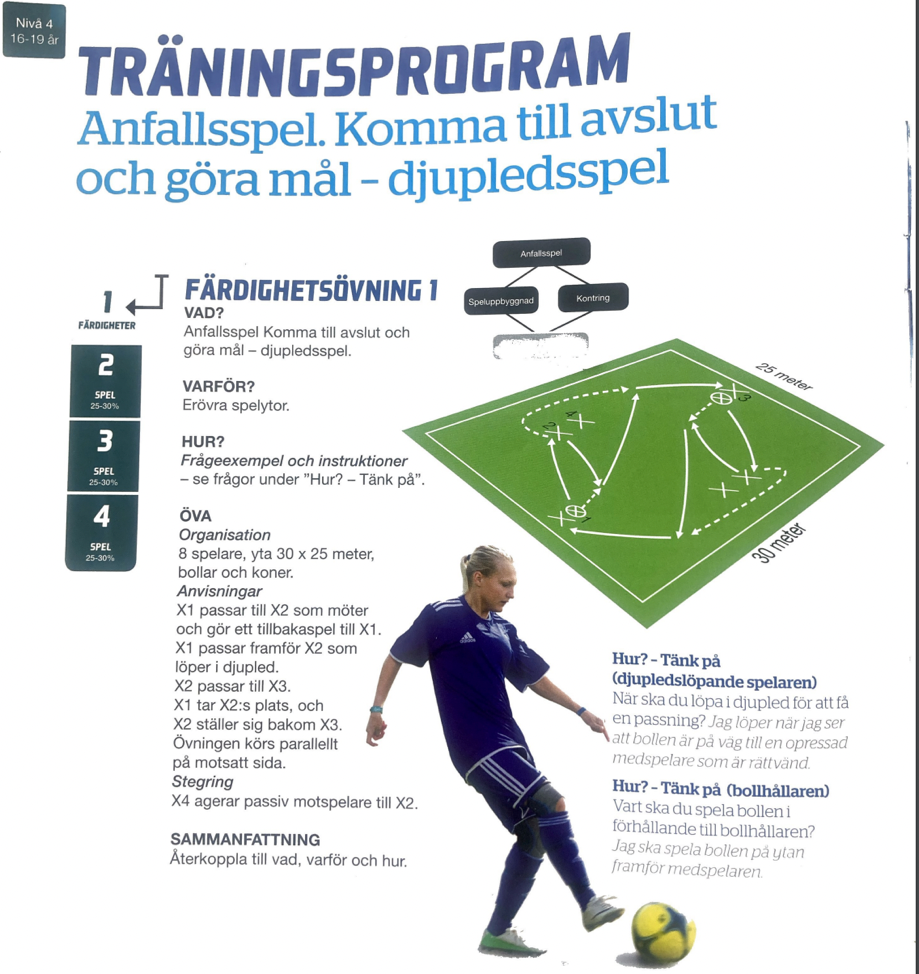 Nivå 4
16-19 år
TRÄNINGSPROGRAM
Anfallsspel. Komma till avslut
och göra mål – djupledsspel
1
FÄRDIGHETER
2
SPEL
25-30%
3
SPEL
25-30%
4
SPEL
25-30%
FÄRDIGHETSÖVNING 1
VAD?
Anfallsspel Komma till avslut och
göra mål – djupledsspel.
VARFÖR?
Erövra spelytor.
HUR?
Frågeexempel och instruktioner
– se frågor under ”Hur? – Tänk på”.
ÖVA
Organisation
8 spelare, yta 30 x 25 meter,
bollar och koner.
Anvisningar
X1 passar till X2 som möter
och gör ett tillbakaspel till X1.
X1 passar framför X2 som
löper i djupled.
X2 passar till X3.
X1 tar X2:s plats, och
X2 ställer sig bakom X3.
Övningen körs parallellt
på motsatt sida.
Stegring
X4 agerar passiv motspelare till X2.
SAMMANFATTNING
Återkoppla till vad, varför och hur.
Anfallsspel
Speluppbyggnad
Kontring
25 meter
30 meter
X 3
4 X
2 X
X 1
X X
adidas
Hur? – Tänk på
(djupledslöpande spelaren)
När ska du löpa i djupled för att få
en passning? Jag löper när jag ser
att bollen är på väg till en opressad
medspelare som är rättvänd.
Hur? – Tänk på (bollhållaren)
Vart ska du spela bollen i
förhållande till bollhållaren?
Jag ska spela bollen på ytan
framför medspelaren.